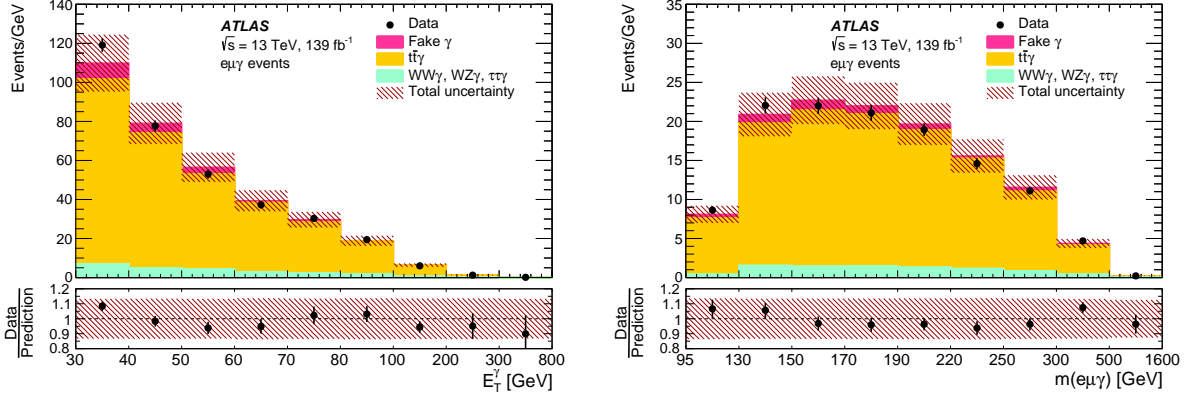 Events/GeV
140
120
100
80
60
40
20
0
ATLAS
√s = 13 TeV, 139 fb⁻¹
eμγ events
Data
Fake γ
tt̄γ
WWγ, WZγ, ττγ
Total uncertainty
Data
Prediction
1.2
1.1
1
0.9
0.8
30 40 50 60 70 80 100 200 300 800
E_T^γ [GeV]
Events/GeV
35
30
25
20
15
10
5
0
ATLAS
√s = 13 TeV, 139 fb⁻¹
eμγ events
Data
Fake γ
tt̄γ
WWγ, WZγ, ττγ
Total uncertainty
Data
Prediction
1.2
1.1
1
0.9
0.8
95 130 150 170 190 220 250 300 500 1600
m(eμγ) [GeV]